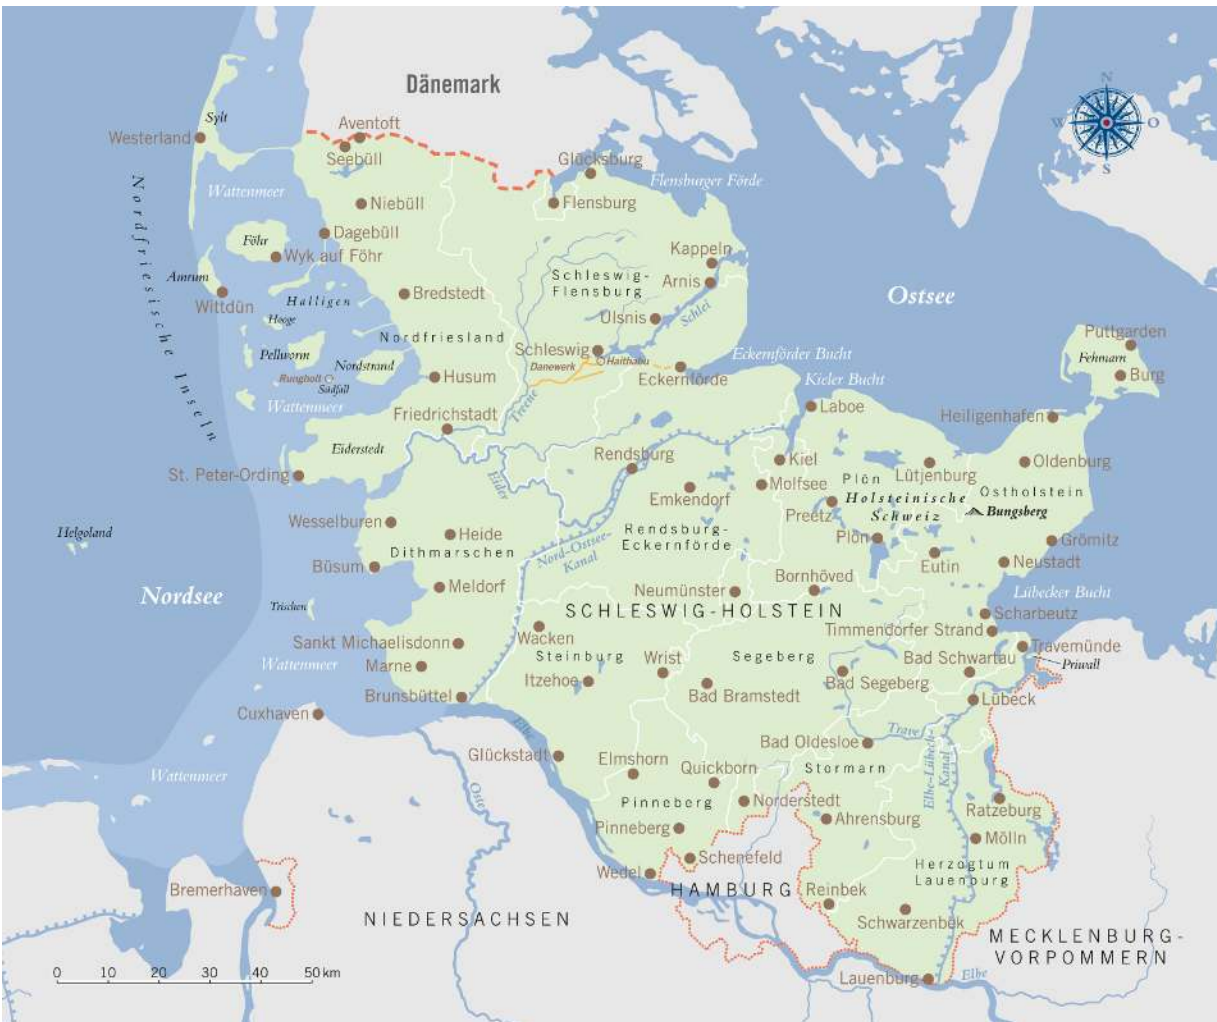 Dänemark
N
W
O
S
Aventoft
Sylt
Westerland
Seebüll
Glücksburg
Flensburger Förde
Wattenmeer
Nordfriesische Inseln
Niebüll
Flensburg
Föhr
Dagebüll
Wyk auf Föhr
Kappeln
Amrum
Schleswig-
Flensburg
Arnis
Wittdün
Halligen
Bredstedt
Ostsee
Hooge
Ulsnis
Schlei
Nordfriesland
Puttgarden
Pellworm
Schleswig
Haithabu
Eckernförder Bucht
Fehmarn
Nordstrand
Danewerk
Rungholt
Südfall
Husum
Eckernförde
Kieler Bucht
Burg
Wattenmeer
Treene
Laboe
Friedrichstadt
Heiligenhafen
Eiderstedt
Rendsburg
Kiel
Oldenburg
St. Peter-Ording
Eider
Molfsee
Plön
Lütjenburg
Emkendorf
Ostholstein
Holsteinische
Schweiz
Preetz
Bungsberg
Wesselburen
Helgoland
Heide
Rendsburg-
Eckernförde
Plön
Grömitz
Dithmarschen
Nord-Ostsee-
Kanal
Büsum
Eutin
Neustadt
Meldorf
Neumünster
Bornhöved
Lübecker Bucht
Nordsee
Trischen
SCHLESWIG-HOLSTEIN
Scharbeutz
Wacken
Timmendorfer Strand
Sankt Michaelisdonn
Travemünde
Steinburg
Wrist
Segeberg
Bad Schwartau
Priwall
Wattenmeer
Marne
Itzehoe
Bad Segeberg
Brunsbüttel
Bad Bramstedt
Lübeck
Cuxhaven
Elbe
Trave
Bad Oldesloe
Glückstadt
Elmshorn
Quickborn
Stormarn
Elbe-Lübeck-
Kanal
Wattenmeer
Oste
Pinneberg
Norderstedt
Ratzeburg
Ahrensburg
Pinneberg
Mölln
Schenefeld
Herzogtum
Lauenburg
Wedel
HAMBURG
Bremerhaven
Reinbek
NIEDERSACHSEN
Schwarzenbek
MECKLENBURG-
VORPOMMERN
0 10 20 30 40 50 km
Lauenburg
Elbe